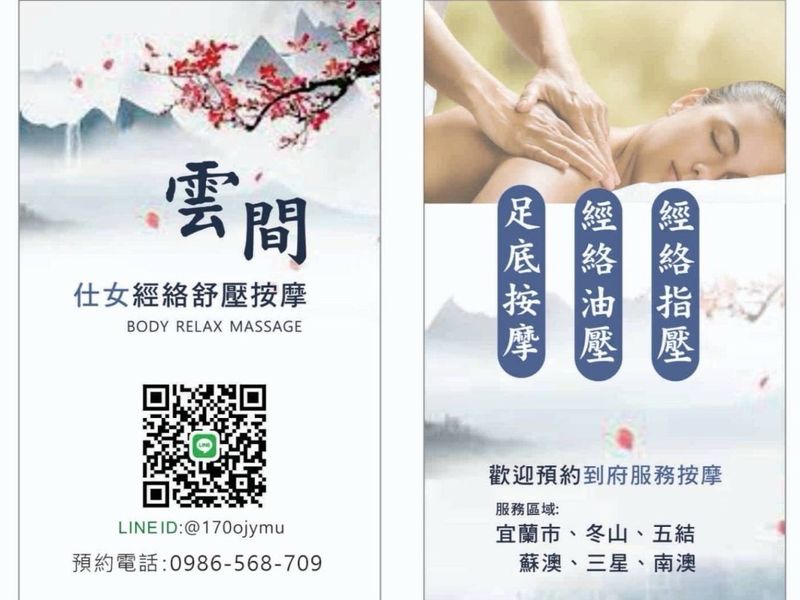 雲間
仕女經絡舒壓按摩
BODY RELAX MASSAGE
LINE
LINE ID:@170ojymu
預約電話:0986-568-709
經絡指壓
經絡油壓
足底按摩
歡迎預約到府服務按摩
服務區域:
宜蘭市、冬山、五結
蘇澳、三星、南澳